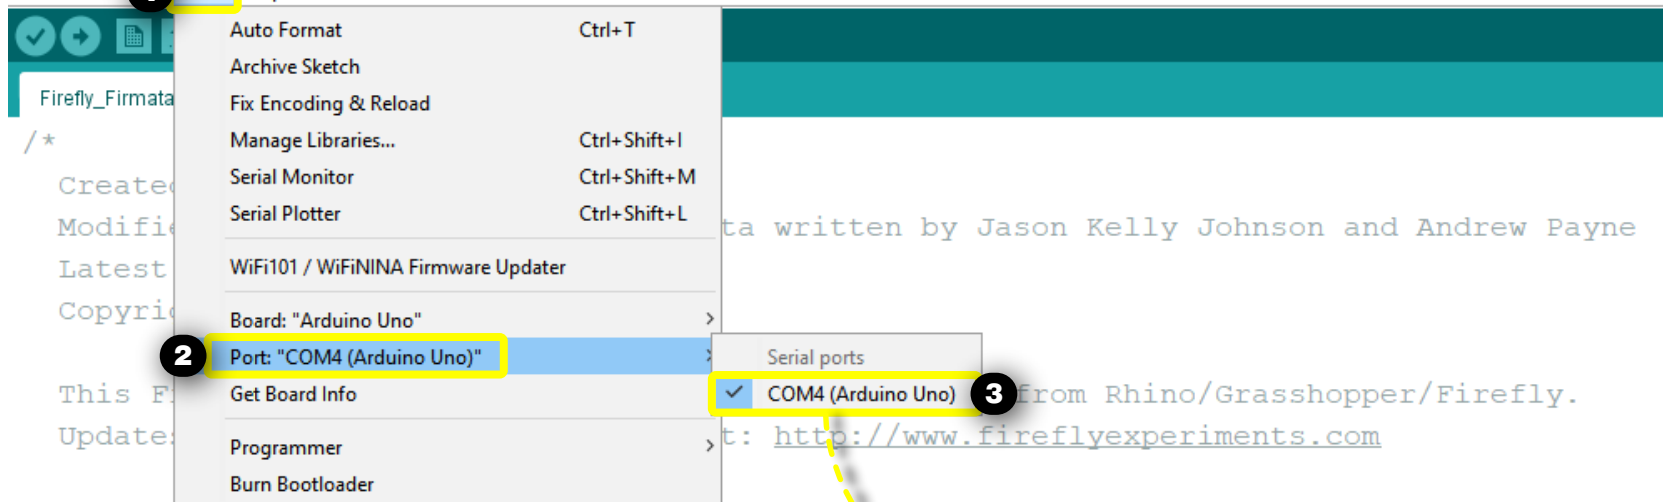 Auto Format Ctrl+T
Archive Sketch
Firefly_Firmata
Fix Encoding & Reload
/*
Manage Libraries... Ctrl+Shift+I
Serial Monitor Ctrl+Shift+M
Serial Plotter Ctrl+Shift+L
ta written by Jason Kelly Johnson and Andrew Payne
Latest
WiFi101 / WiFiNINA Firmware Updater
Board: "Arduino Uno"
2 Port: "COM4 (Arduino Uno)"
Serial ports
This
Get Board Info
COM4 (Arduino Uno) 3
from Rhino/Grasshopper/Firefly.
t: http://www.fireflyexperiments.com
Programmer
Burn Bootloader